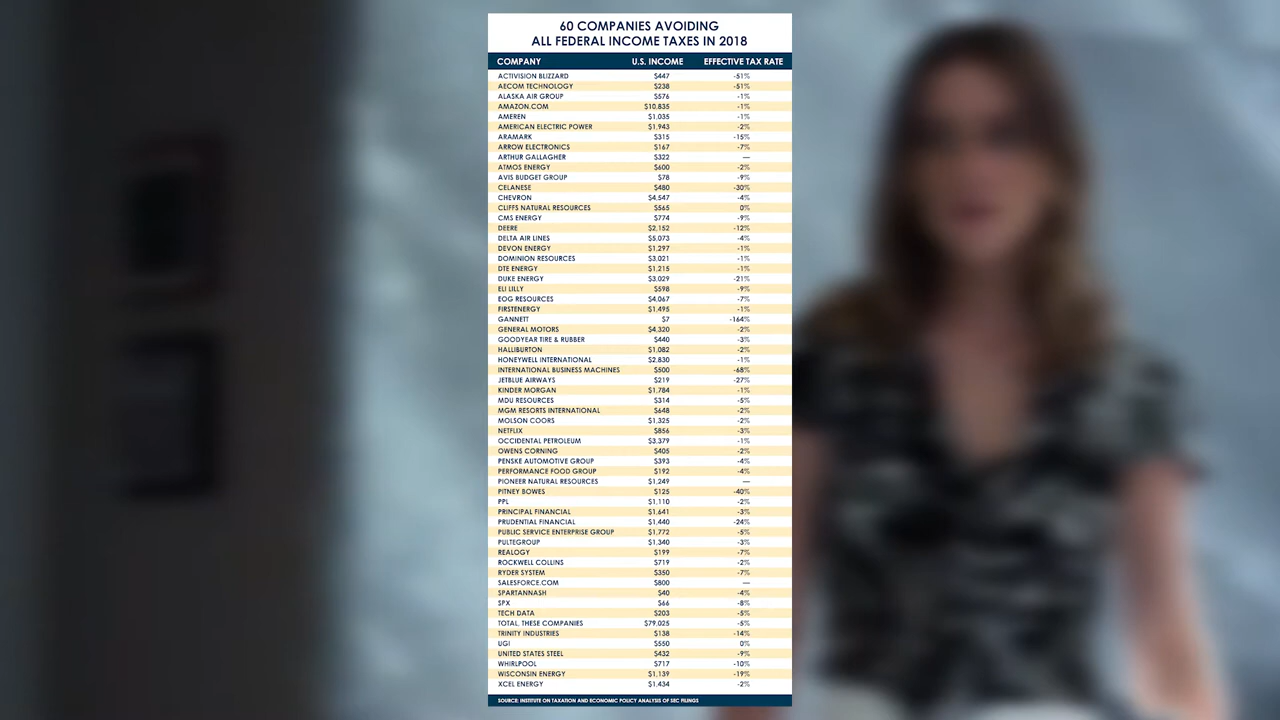 60 COMPANIES AVOIDING
ALL FEDERAL INCOME TAXES IN 2018
COMPANY U.S. INCOME EFFECTIVE TAX RATE
ACTIVISION BLIZZARD $447 -51%
AECOM TECHNOLOGY $238 -51%
ALASKA AIR GROUP $576 -1%
AMAZON.COM $10,835 -1%
AMEREN $1,035 -1%
AMERICAN ELECTRIC POWER $1,943 -2%
ARAMARK $315 -15%
ARROW ELECTRONICS $167 -7%
ARTHUR GALLAGHER $322 —
ATMOS ENERGY $600 -2%
AVIS BUDGET GROUP $78 -9%
CELANESE $480 -30%
CHEVRON $4,547 -4%
CLIFFS NATURAL RESOURCES $565 0%
CMS ENERGY $774 -9%
DEERE $2,152 -12%
DELTA AIR LINES $5,073 -4%
DEVON ENERGY $1,297 -1%
DOMINION RESOURCES $3,021 -1%
DTE ENERGY $1,215 -1%
DUKE ENERGY $3,029 -21%
ELI LILLY $598 -9%
EOG RESOURCES $4,067 -7%
FIRSTENERGY $1,495 -1%
GANNETT $7 -164%
GENERAL MOTORS $4,320 -2%
GOODYEAR TIRE & RUBBER $440 -3%
HALLIBURTON $1,082 -2%
HONEYWELL INTERNATIONAL $2,830 -1%
INTERNATIONAL BUSINESS MACHINES $500 -68%
JETBLUE AIRWAYS $219 -27%
KINDER MORGAN $1,784 -1%
MDU RESOURCES $314 -5%
MGM RESORTS INTERNATIONAL $648 -2%
MOLSON COORS $1,325 -2%
NETFLIX $856 -3%
OCCIDENTAL PETROLEUM $3,379 -1%
OWENS CORNING $405 -2%
PENSKE AUTOMOTIVE GROUP $393 -4%
PERFORMANCE FOOD GROUP $192 -4%
PIONEER NATURAL RESOURCES $1,249 —
PITNEY BOWES $125 -40%
PPL $1,110 -2%
PRINCIPAL FINANCIAL $1,641 -3%
PRUDENTIAL FINANCIAL $1,440 -24%
PUBLIC SERVICE ENTERPRISE GROUP $1,772 -5%
PULTEGROUP $1,340 -3%
REALOGY $199 -7%
ROCKWELL COLLINS $719 -2%
RYDER SYSTEM $350 -7%
SALESFORCE.COM $800 —
SPARTANNASH $40 -4%
SPX $66 -8%
TECH DATA $203 -5%
TOTAL, THESE COMPANIES $79,025 -5%
TRINITY INDUSTRIES $138 -14%
UGI $550 0%
UNITED STATES STEEL $432 -9%
WHIRLPOOL $717 -10%
WISCONSIN ENERGY $1,139 -19%
XCEL ENERGY $1,434 -2%
SOURCE: INSTITUTE ON TAXATION AND ECONOMIC POLICY ANALYSIS OF SEC FILINGS